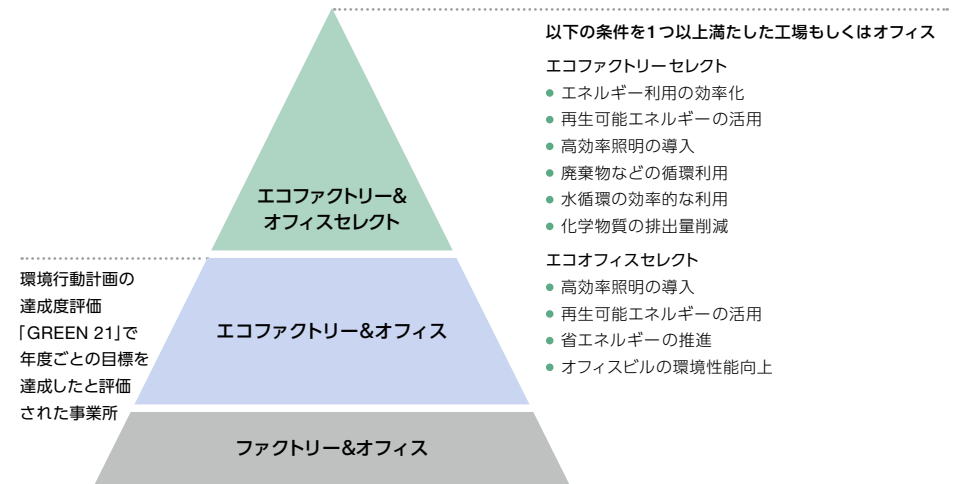 以下の条件を1つ以上満たした工場もしくはオフィス
エコファクトリーセレクト
● エネルギー利用の効率化
● 再生可能エネルギーの活用
● 高効率照明の導入
● 廃棄物などの循環利用
● 水循環の効率的な利用
● 化学物質の排出量削減
エコオフィスセレクト
● 高効率照明の導入
● 再生可能エネルギーの活用
● 省エネルギーの推進
● オフィスビルの環境性能向上
エコファクトリー&
オフィスセレクト
環境行動計画の
達成度評価
「GREEN 21」で
年度ごとの目標を
達成したと評価
された事業所
エコファクトリー&オフィス
ファクトリー&オフィス